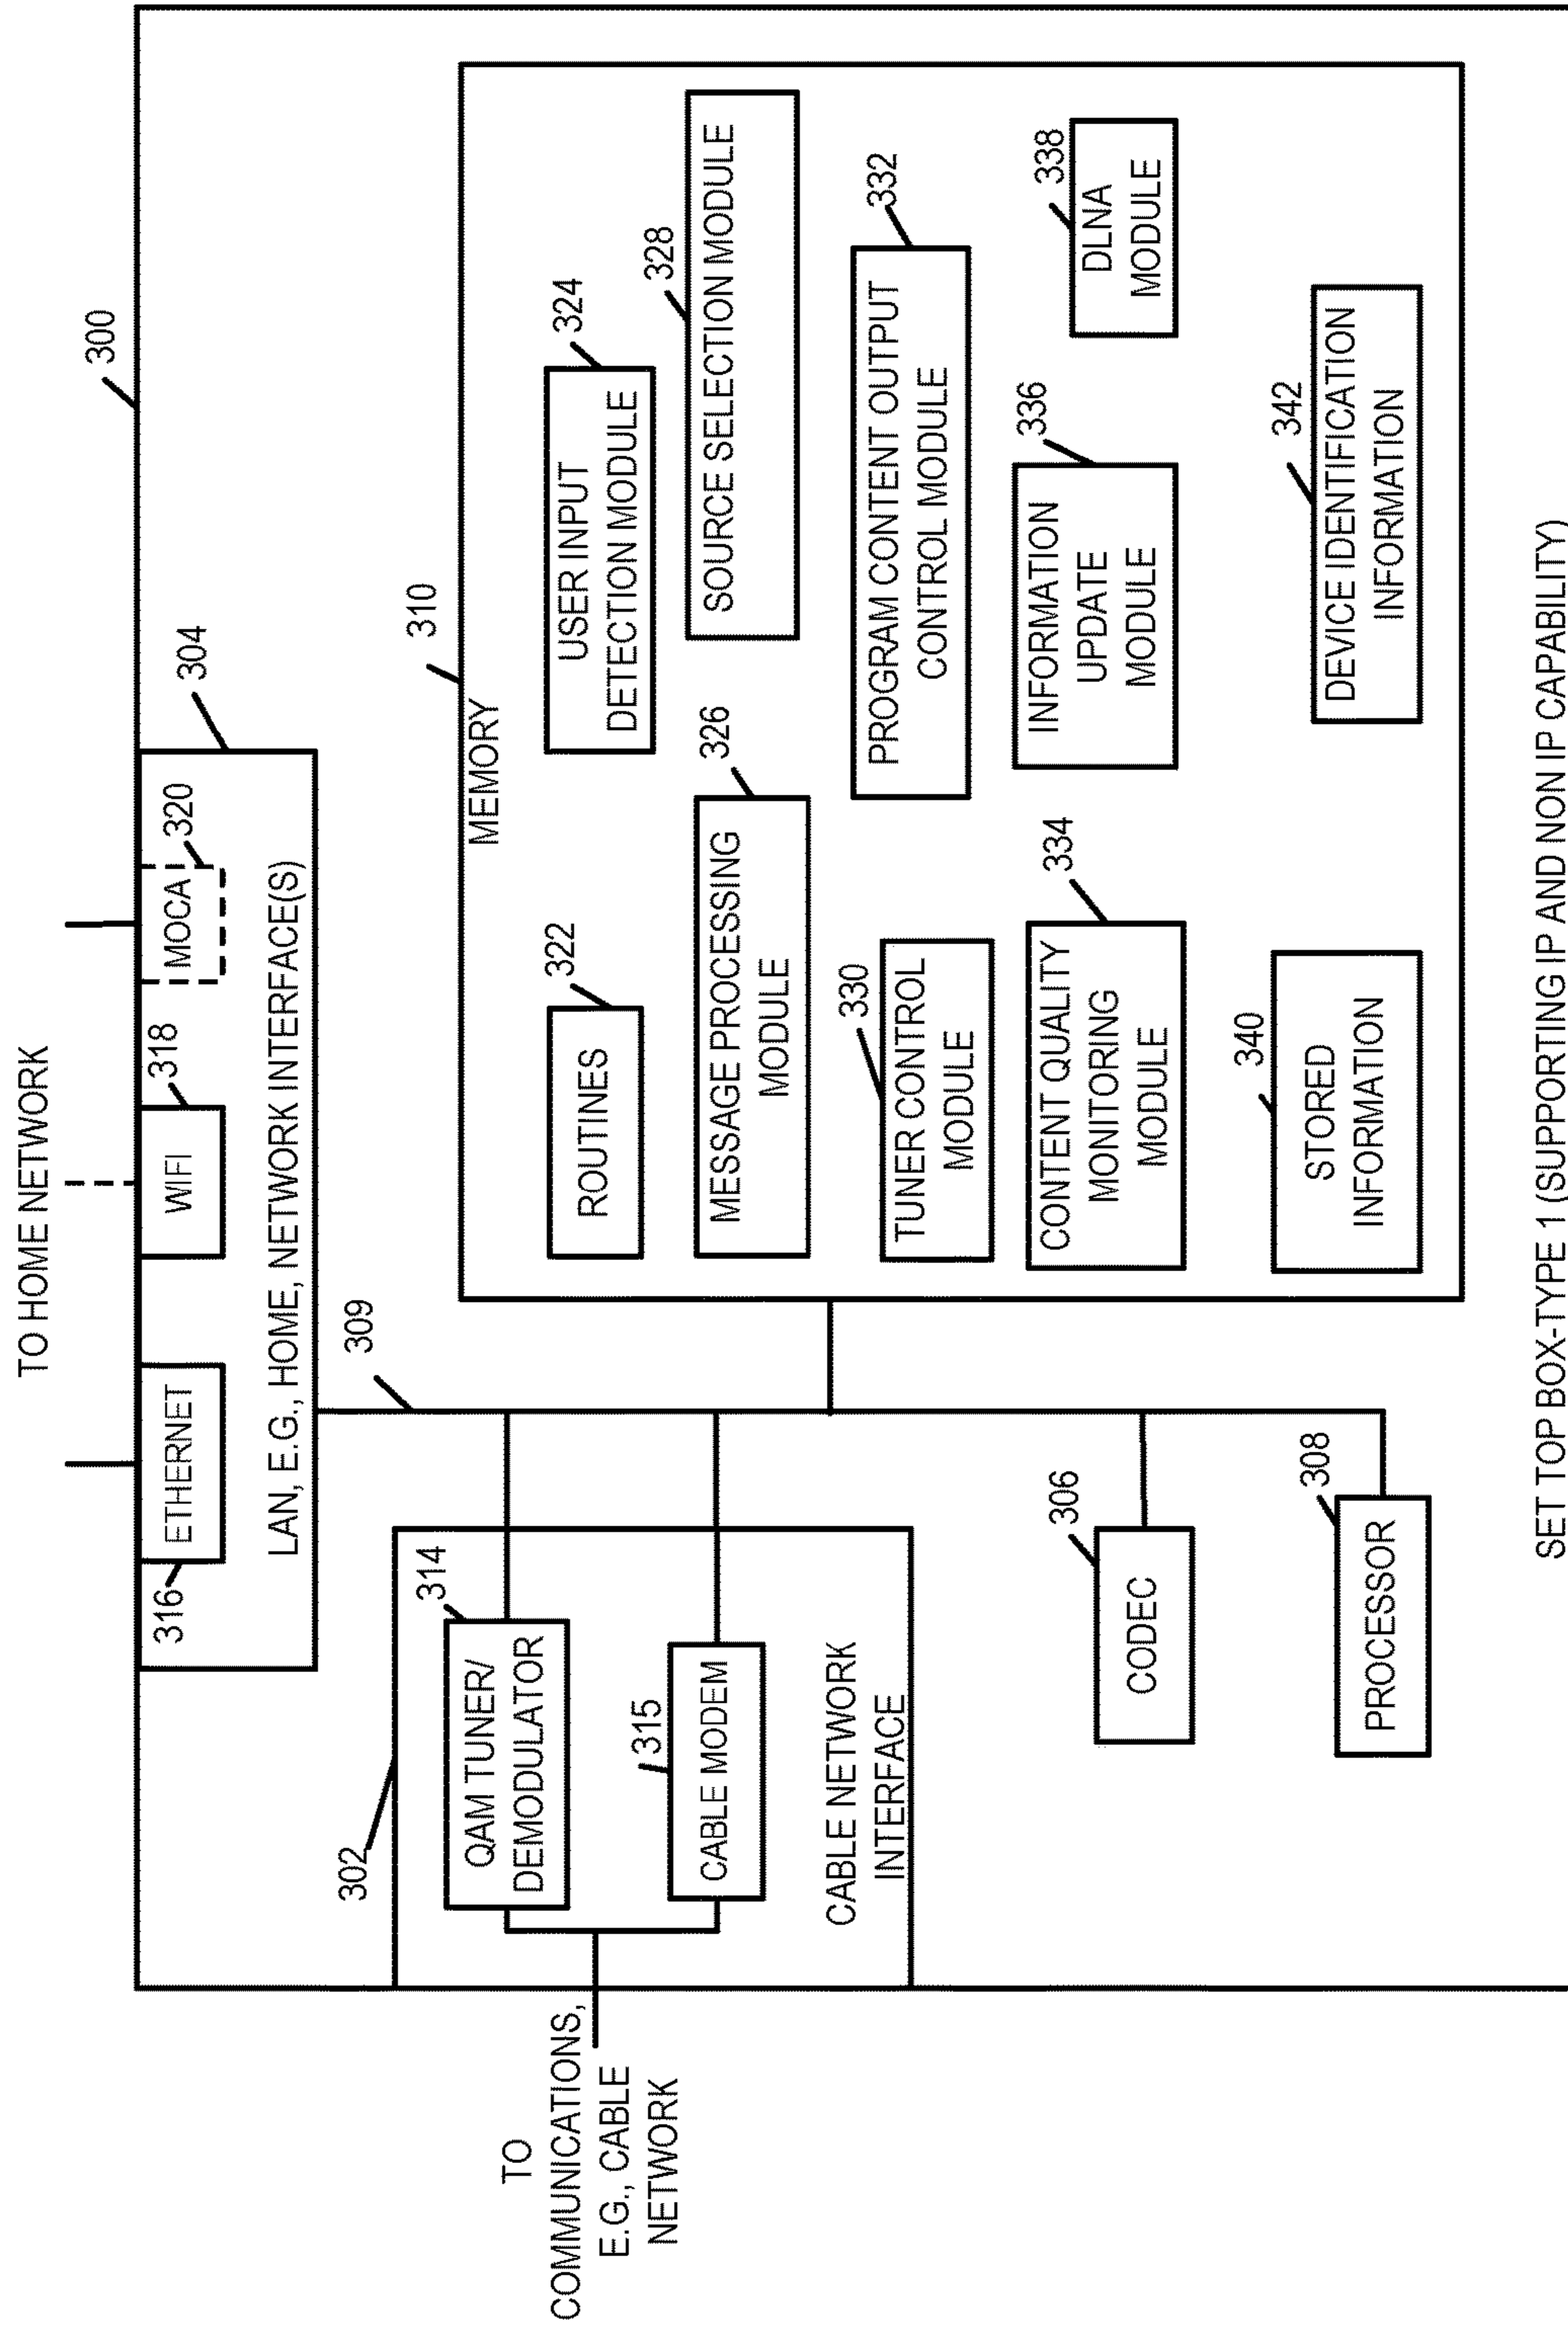 TO HOME NETWORK
300
304
316
ETHERNET
318
WIFI
320
MOCA
LAN, E.G., HOME, NETWORK INTERFACE(S)
309
302
314
QAM TUNER/
DEMODULATOR
315
CABLE MODEM
CABLE NETWORK
INTERFACE
TO
COMMUNICATIONS,
E.G., CABLE
NETWORK
306
CODEC
308
PROCESSOR
310
MEMORY
322
ROUTINES
324
USER INPUT
DETECTION MODULE
326
MESSAGE PROCESSING
MODULE
328
SOURCE SELECTION MODULE
330
TUNER CONTROL
MODULE
332
PROGRAM CONTENT OUTPUT
CONTROL MODULE
334
CONTENT QUALITY
MONITORING
MODULE
336
INFORMATION
UPDATE
MODULE
338
DLNA
MODULE
340
STORED
INFORMATION
342
DEVICE IDENTIFICATION
INFORMATION
SET TOP BOX-TYPE 1 (SUPPORTING IP AND NON IP CAPABILITY)